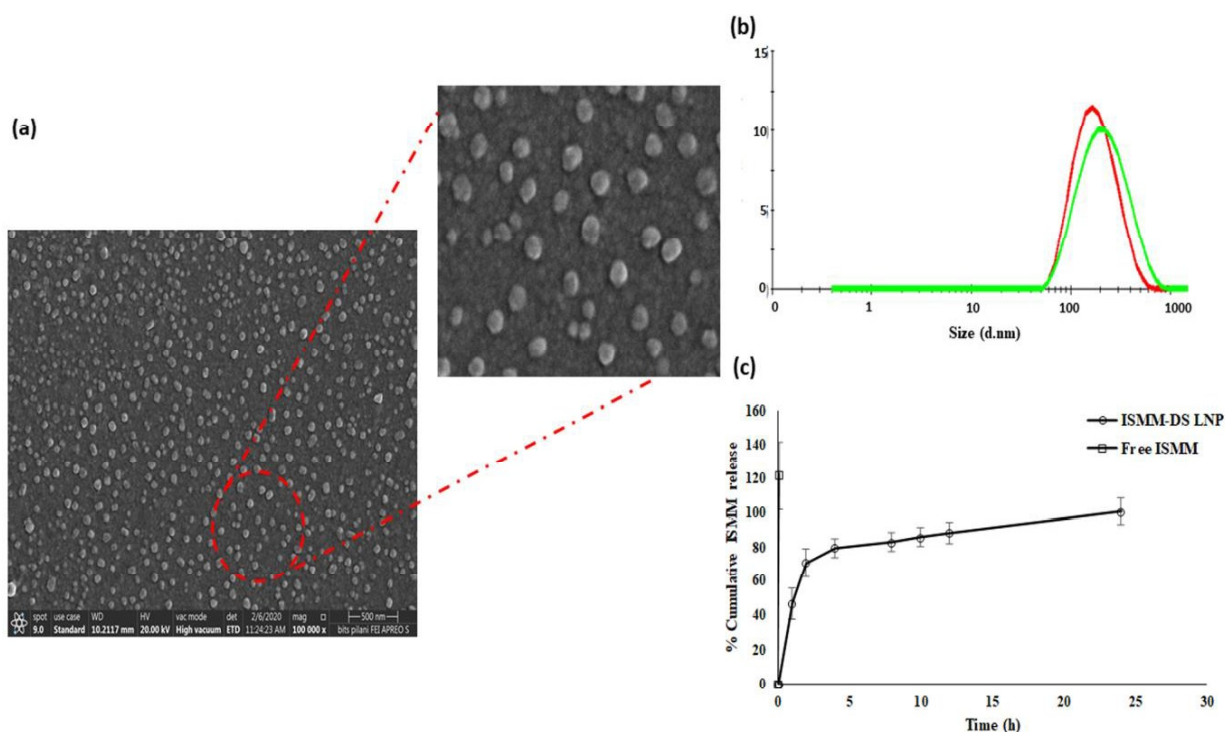 (a)
spot use case WD HV vac mode det 2/6/2020 mag □ 500 nm
9.0 Standard 10.2117 mm 20.00 kV High vacuum ETD 11:24:23 AM 100 000 x bits pilani FEI APREO S
(b)
15
10
5
0
0 1 10 100 1000
Size (d.nm)
(c)
% Cumulative ISMM release
160
140
120
100
80
60
40
20
0
0 5 10 15 20 25 30
Time (h)
ISMM-DS LNP
Free ISMM